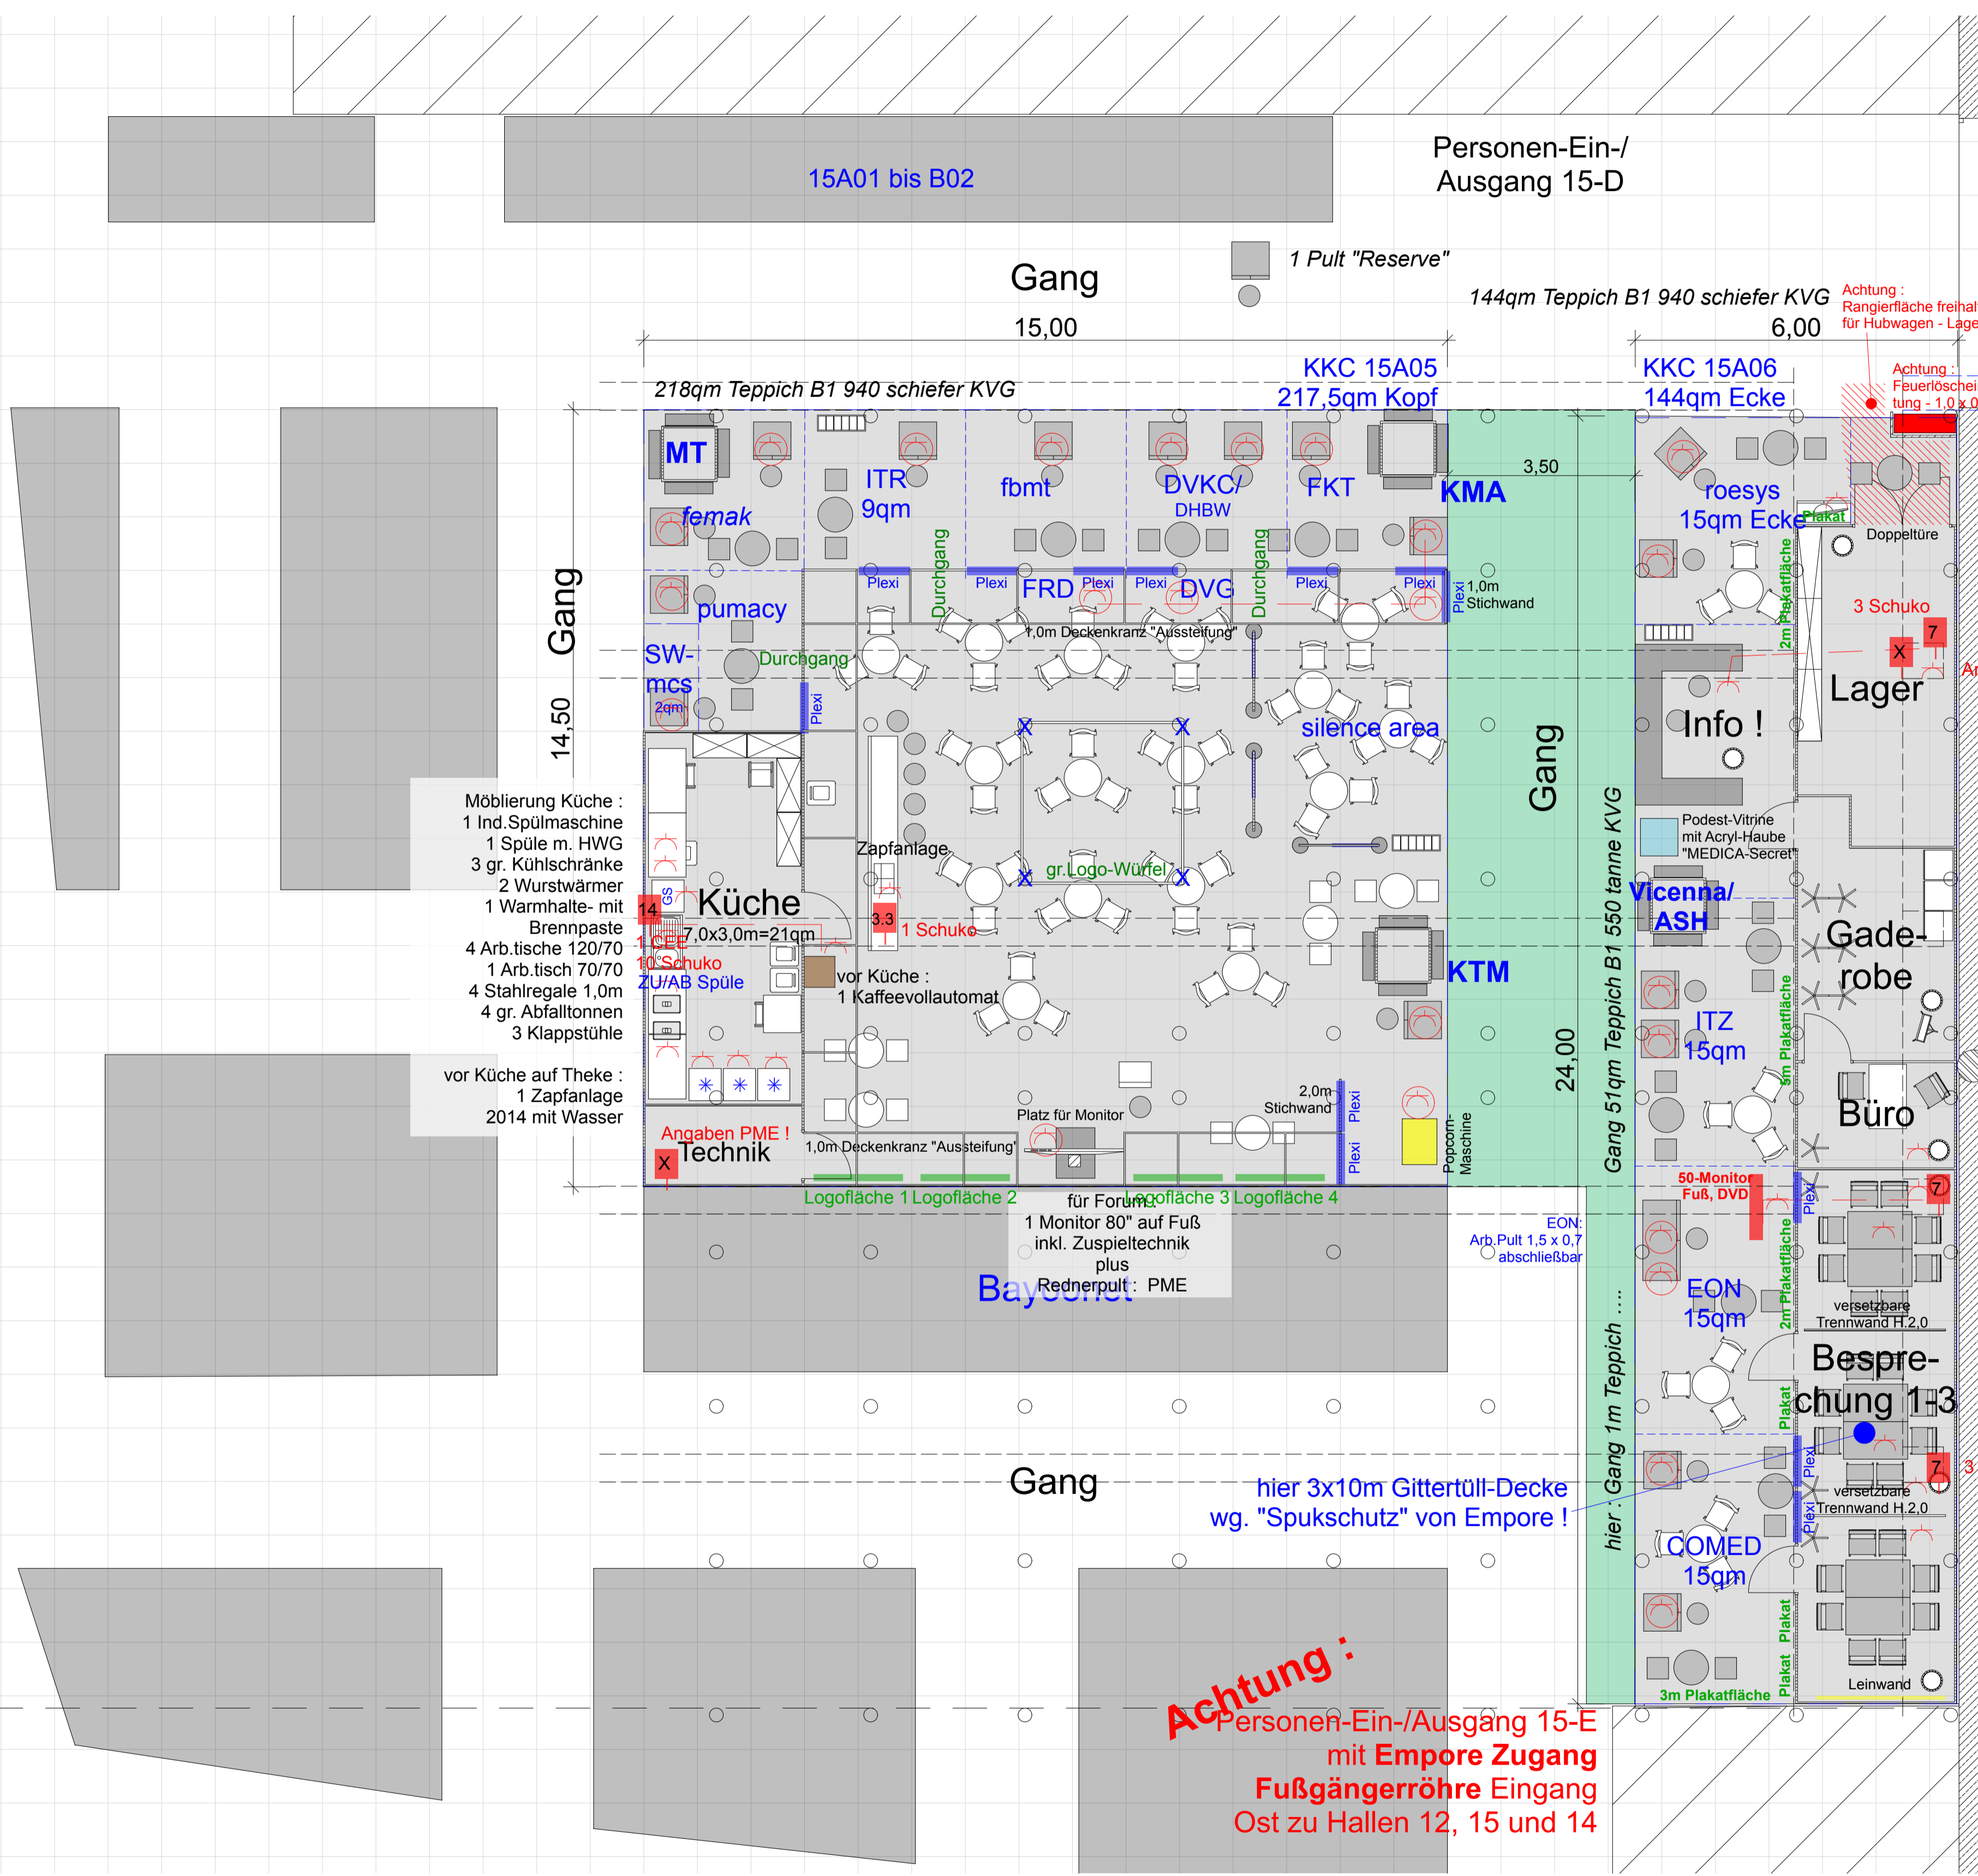 15A01 bis B02
Personen-Ein-/
Ausgang 15-D
1 Pult "Reserve"
Gang
15,00
144qm Teppich B1 940 schiefer KVG
Achtung :
Rangierfläche freihal
für Hubwagen - Lage
6,00
218qm Teppich B1 940 schiefer KVG
KKC 15A05
217,5qm Kopf
KKC 15A06
144qm Ecke
Achtung :
Feuerlöschei
tung - 1,0 x 0
MT
femak
ITR
9qm
fbmt
DVKC/
DHBW
FKT
KMA
3,50
roesys
15qm Ecke
Plakat
Doppeltüre
Gang
14,50
pumacy
SW-
mcs
2qm
Durchgang
Durchgang
Durchgang
Plexi
Plexi
FRD
Plexi
Plexi
DVG
Plexi
Plexi
Plexi
1,0m
Stichwand
Plexi
1,0m Deckenkranz "Aussteifung"
silence area
2m Plakatfläche
3 Schuko
7
X
Lager
Info !
Gang
24,00
Gang 51qm Teppich B1 550 tanne KVG
hier : Gang 1m Teppich ....
Podest-Vitrine
mit Acryl-Haube
"MEDICA-Secret"
Vicenna/
ASH
Gade-
robe
Möblierung Küche :
1 Ind.Spülmaschine
1 Spüle m. HWG
3 gr. Kühlschränke
2 Wurstwärmer
1 Warmhalte- mit
Brennpaste
4 Arb.tische 120/70
1 Arb.tisch 70/70
4 Stahlregale 1,0m
4 gr. Abfalltonnen
3 Klappstühle
vor Küche auf Theke :
1 Zapfanlage
2014 mit Wasser
X
X
X
X
gr.Logo-Würfel
Zapfanlage
3.3
1 Schuko
GS
14
Küche
7,0x3,0m=21qm
1 CEE
10 Schuko
ZU/AB Spüle
vor Küche :
1 Kaffeevollautomat
KTM
ITZ
15qm
5m Plakatfläche
Büro
Angaben PME !
Technik
X
1,0m Deckenkranz "Aussteifung"
Platz für Monitor
2,0m
Stichwand
Plexi
Plexi
Popcorn-
Maschine
Logofläche 1
Logofläche 2
Logofläche 3
Logofläche 4
für Forum :
1 Monitor 80" auf Fuß
inkl. Zuspieltechnik
plus
Rednerpult : PME
Bayoonet
EON:
Arb.Pult 1,5 x 0,7
abschließbar
50-Monitor
Fuß, DVD
Plexi
7
2m Plakatfläche
EON
15qm
versetzbare
Trennwand H.2,0
Bespre-
chung 1-3
Plakat
Gang
hier 3x10m Gittertüll-Decke
wg. "Spukschutz" von Empore !
Plexi
Plexi
7
3
versetzbare
Trennwand H.2,0
COMED
15qm
Plakat
Plakat
Leinwand
3m Plakatfläche
Achtung :
Personen-Ein-/Ausgang 15-E
mit Empore Zugang
Fußgängerröhre Eingang
Ost zu Hallen 12, 15 und 14